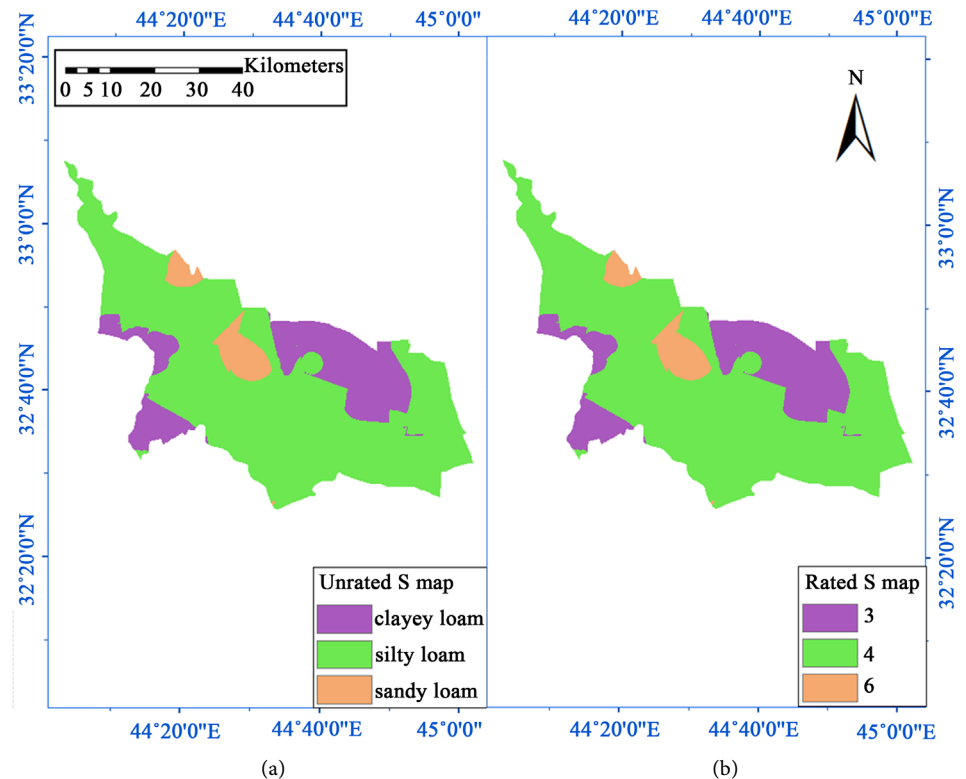 44°20'0"E 44°40'0"E 45°0'0"E 44°20'0"E 44°40'0"E 45°0'0"E
33°20'0"N
33°0'0"N
32°40'0"N
32°20'0"N
Kilometers
0 5 10 20 30 40
N
33°20'0"N
33°0'0"N
32°40'0"N
32°20'0"N
Unrated S map
clayey loam
silty loam
sandy loam
Rated S map
3
4
6
44°20'0"E 44°40'0"E 45°0'0" 44°20'0"E 44°40'0"E 45°0'0"E
(a)
(b)